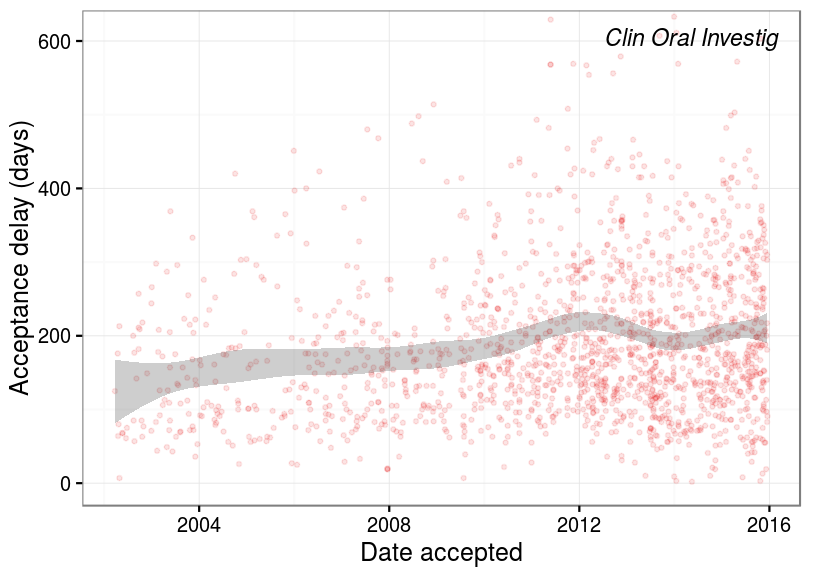 Clin Oral Investig
Acceptance delay (days)
600
400
200
0
2004 2008 2012 2016
Date accepted